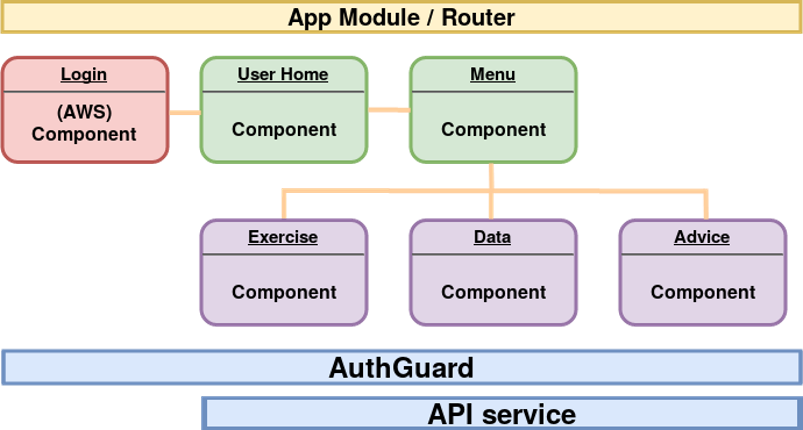 App Module / Router
Login
(AWS)
Component
User Home
Component
Menu
Component
Exercise
Component
Data
Component
Advice
Component
AuthGuard
API service